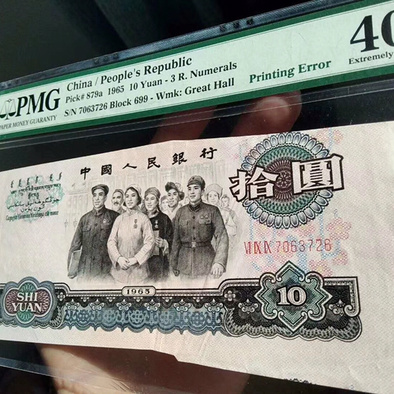 PMG
PAPER MONEY GUARANTY
China / People's Republic
Pick# 879a 1965 10 Yuan - 3 R. Numerals
S/N 7063726 Block 699 - Wmk: Great Hall
Printing Error
40
Extremely
中國人民銀行
拾圓
7063726
SHI
YUAN
1965
10